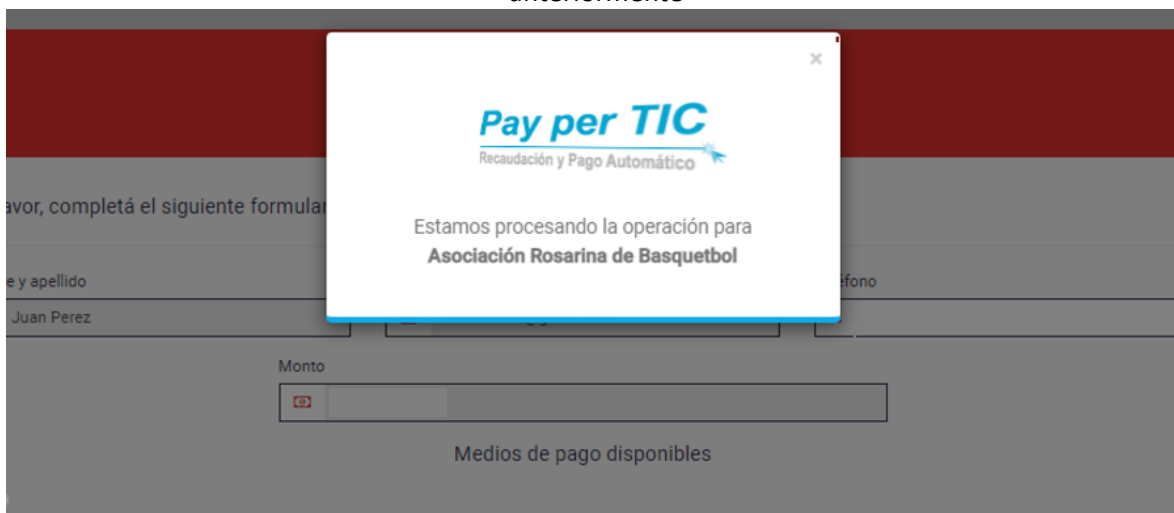 anteriormente
Pay per TIC
Recaudación y Pago Automático
Estamos procesando la operación para
Asociación Rosarina de Basquetbol
avor, completá el siguiente formular
e y apellido
éfono
Juan Perez
Monto
Medios de pago disponibles